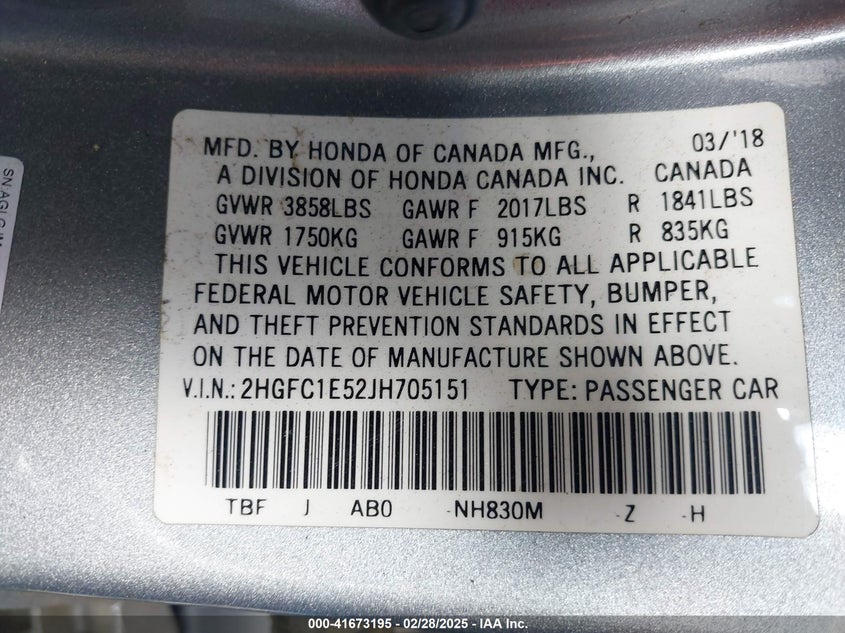 MFD. BY HONDA OF CANADA MFG., 03/'18
A DIVISION OF HONDA CANADA INC. CANADA
GVWR 3858LBS GAWR F 2017LBS R 1841LBS
GVWR 1750KG GAWR F 915KG R 835KG
THIS VEHICLE CONFORMS TO ALL APPLICABLE
FEDERAL MOTOR VEHICLE SAFETY, BUMPER,
AND THEFT PREVENTION STANDARDS IN EFFECT
ON THE DATE OF MANUFACTURE SHOWN ABOVE.
V.I.N.: 2HGFC1E52JH705151 TYPE: PASSENGER CAR
TBF J AB0 -NH830M -Z -H
000-41673195 - 02/28/2025 - IAA Inc.